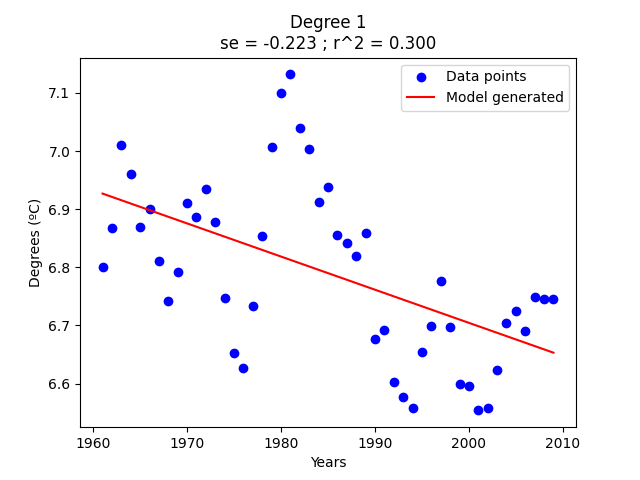 Degree 1
se = -0.223 ; r^2 = 0.300
Data points
Model generated
Degrees (ºC)
7.1
7.0
6.9
6.8
6.7
6.6
1960 1970 1980 1990 2000 2010
Years